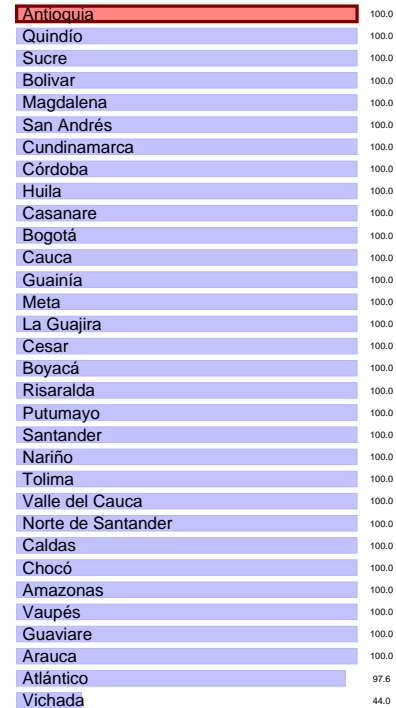 Antioquia 100.0
Quindío 100.0
Sucre 100.0
Bolivar 100.0
Magdalena 100.0
San Andrés 100.0
Cundinamarca 100.0
Córdoba 100.0
Huila 100.0
Casanare 100.0
Bogotá 100.0
Cauca 100.0
Guainía 100.0
Meta 100.0
La Guajira 100.0
Cesar 100.0
Boyacá 100.0
Risaralda 100.0
Putumayo 100.0
Santander 100.0
Nariño 100.0
Tolima 100.0
Valle del Cauca 100.0
Norte de Santander 100.0
Caldas 100.0
Chocó 100.0
Amazonas 100.0
Vaupés 100.0
Guaviare 100.0
Arauca 100.0
Atlántico 97.6
Vichada 44.0